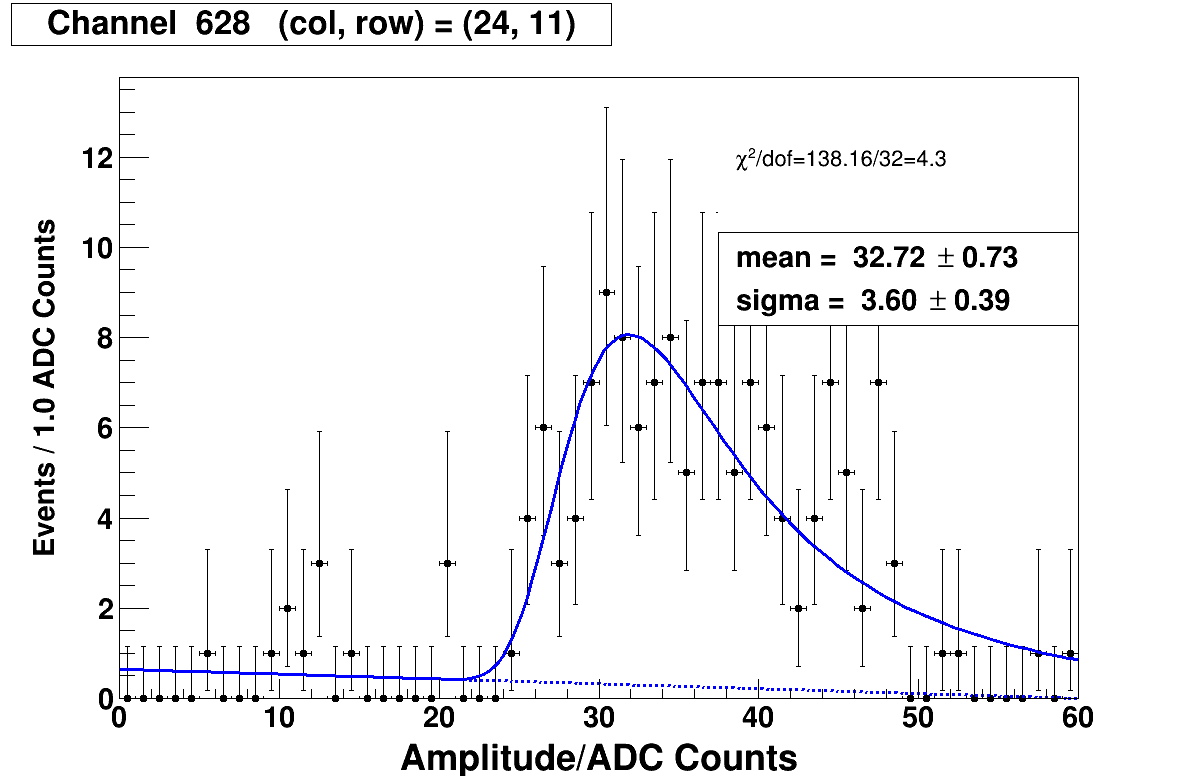 Channel  628   (col, row) = (24, 11)
χ²/dof=138.16/32=4.3
mean =  32.72 ± 0.73
sigma =  3.60 ± 0.39
Events / 1.0 ADC Counts
12
10
8
6
4
2
0
0 10 20 30 40 50 60
Amplitude/ADC Counts